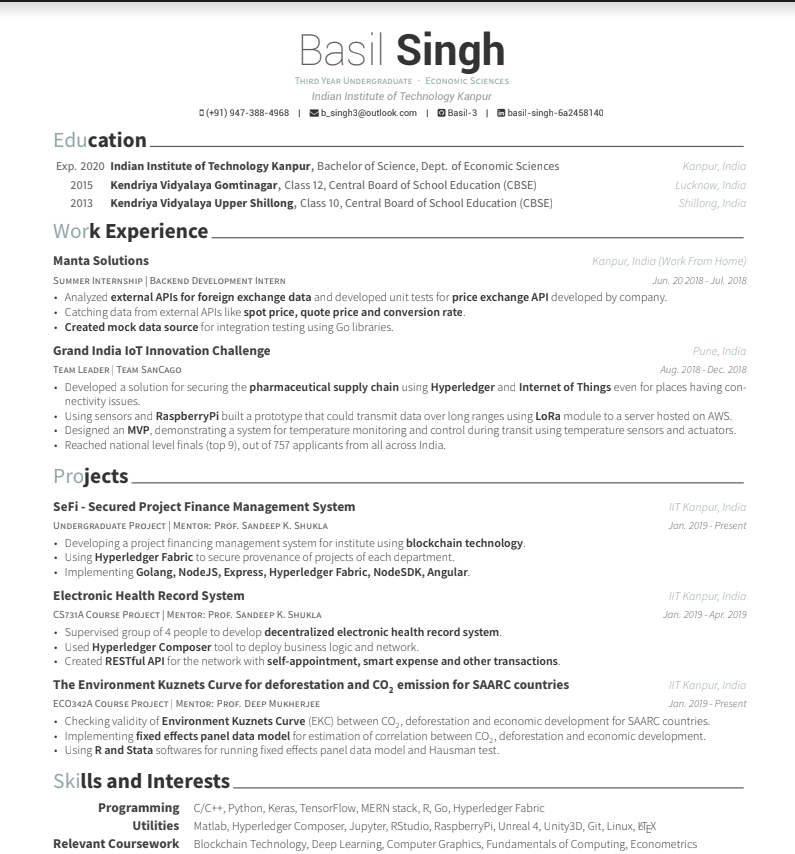 Basil Singh
Third Year Undergraduate · Economic Sciences
Indian Institute of Technology Kanpur
(+91) 947-388-4968 | b_singh3@outlook.com | Basil-3 | basil-singh-6a2458140
Education
Exp. 2020 Indian Institute of Technology Kanpur, Bachelor of Science, Dept. of Economic Sciences Kanpur, India
2015 Kendriya Vidyalaya Gomtinagar, Class 12, Central Board of School Education (CBSE) Lucknow, India
2013 Kendriya Vidyalaya Upper Shillong, Class 10, Central Board of School Education (CBSE) Shillong, India
Work Experience
Manta Solutions Kanpur, India (Work From Home)
Summer Internship | Backend Development Intern Jun. 20 2018 - Jul. 2018
• Analyzed external APIs for foreign exchange data and developed unit tests for price exchange API developed by company.
• Catching data from external APIs like spot price, quote price and conversion rate.
• Created mock data source for integration testing using Go libraries.
Grand India IoT Innovation Challenge Pune, India
Team Leader | Team SanCago Aug. 2018 - Dec. 2018
• Developed a solution for securing the pharmaceutical supply chain using Hyperledger and Internet of Things even for places having con-
nectivity issues.
• Using sensors and RaspberryPi built a prototype that could transmit data over long ranges using LoRa module to a server hosted on AWS.
• Designed an MVP, demonstrating a system for temperature monitoring and control during transit using temperature sensors and actuators.
• Reached national level finals (top 9), out of 757 applicants from all across India.
Projects
SeFi - Secured Project Finance Management System IIT Kanpur, India
Undergraduate Project | Mentor: Prof. Sandeep K. Shukla Jan. 2019 - Present
• Developing a project financing management system for institute using blockchain technology.
• Using Hyperledger Fabric to secure provenance of projects of each department.
• Implementing Golang, NodeJS, Express, Hyperledger Fabric, NodeSDK, Angular.
Electronic Health Record System IIT Kanpur, India
CS731A Course Project | Mentor: Prof. Sandeep K. Shukla Jan. 2019 - Apr. 2019
• Supervised group of 4 people to develop decentralized electronic health record system.
• Used Hyperledger Composer tool to deploy business logic and network.
• Created RESTful API for the network with self-appointment, smart expense and other transactions.
The Environment Kuznets Curve for deforestation and CO₂ emission for SAARC countries IIT Kanpur, India
ECO342A Course Project | Mentor: Prof. Deep Mukherjee Jan. 2019 - Present
• Checking validity of Environment Kuznets Curve (EKC) between CO₂, deforestation and economic development for SAARC countries.
• Implementing fixed effects panel data model for estimation of correlation between CO₂, deforestation and economic development.
• Using R and Stata softwares for running fixed effects panel data model and Hausman test.
Skills and Interests
Programming C/C++, Python, Keras, TensorFlow, MERN stack, R, Go, Hyperledger Fabric
Utilities Matlab, Hyperledger Composer, Jupyter, RStudio, RaspberryPi, Unreal 4, Unity3D, Git, Linux, LaTeX
Relevant Coursework Blockchain Technology, Deep Learning, Computer Graphics, Fundamentals of Computing, Econometrics